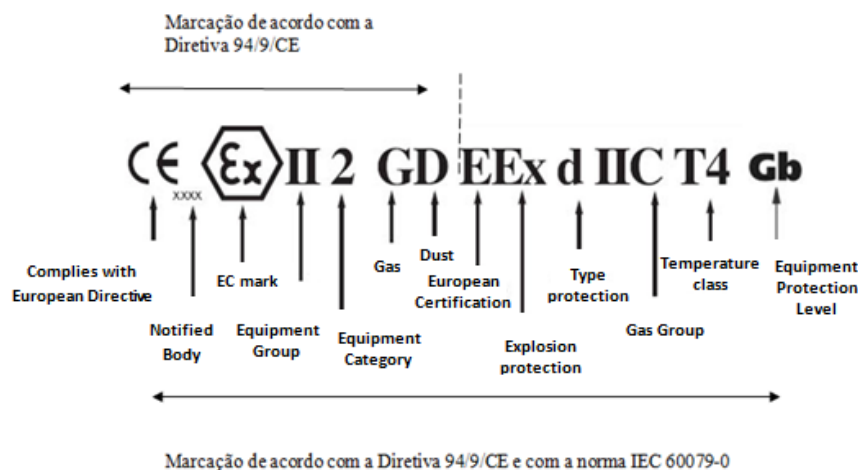 Marcação de acordo com a
Diretiva 94/9/CE
CE xxxx Ex II 2 GD EEx d IIC T4 Gb
Complies with
European Directive
Notified
Body
EC mark
Equipment
Group
Equipment
Category
Gas
Dust
European
Certification
Explosion
protection
Type
protection
Gas Group
Temperature
class
Equipment
Protection
Level
Marcação de acordo com a Diretiva 94/9/CE e com a norma IEC 60079-0